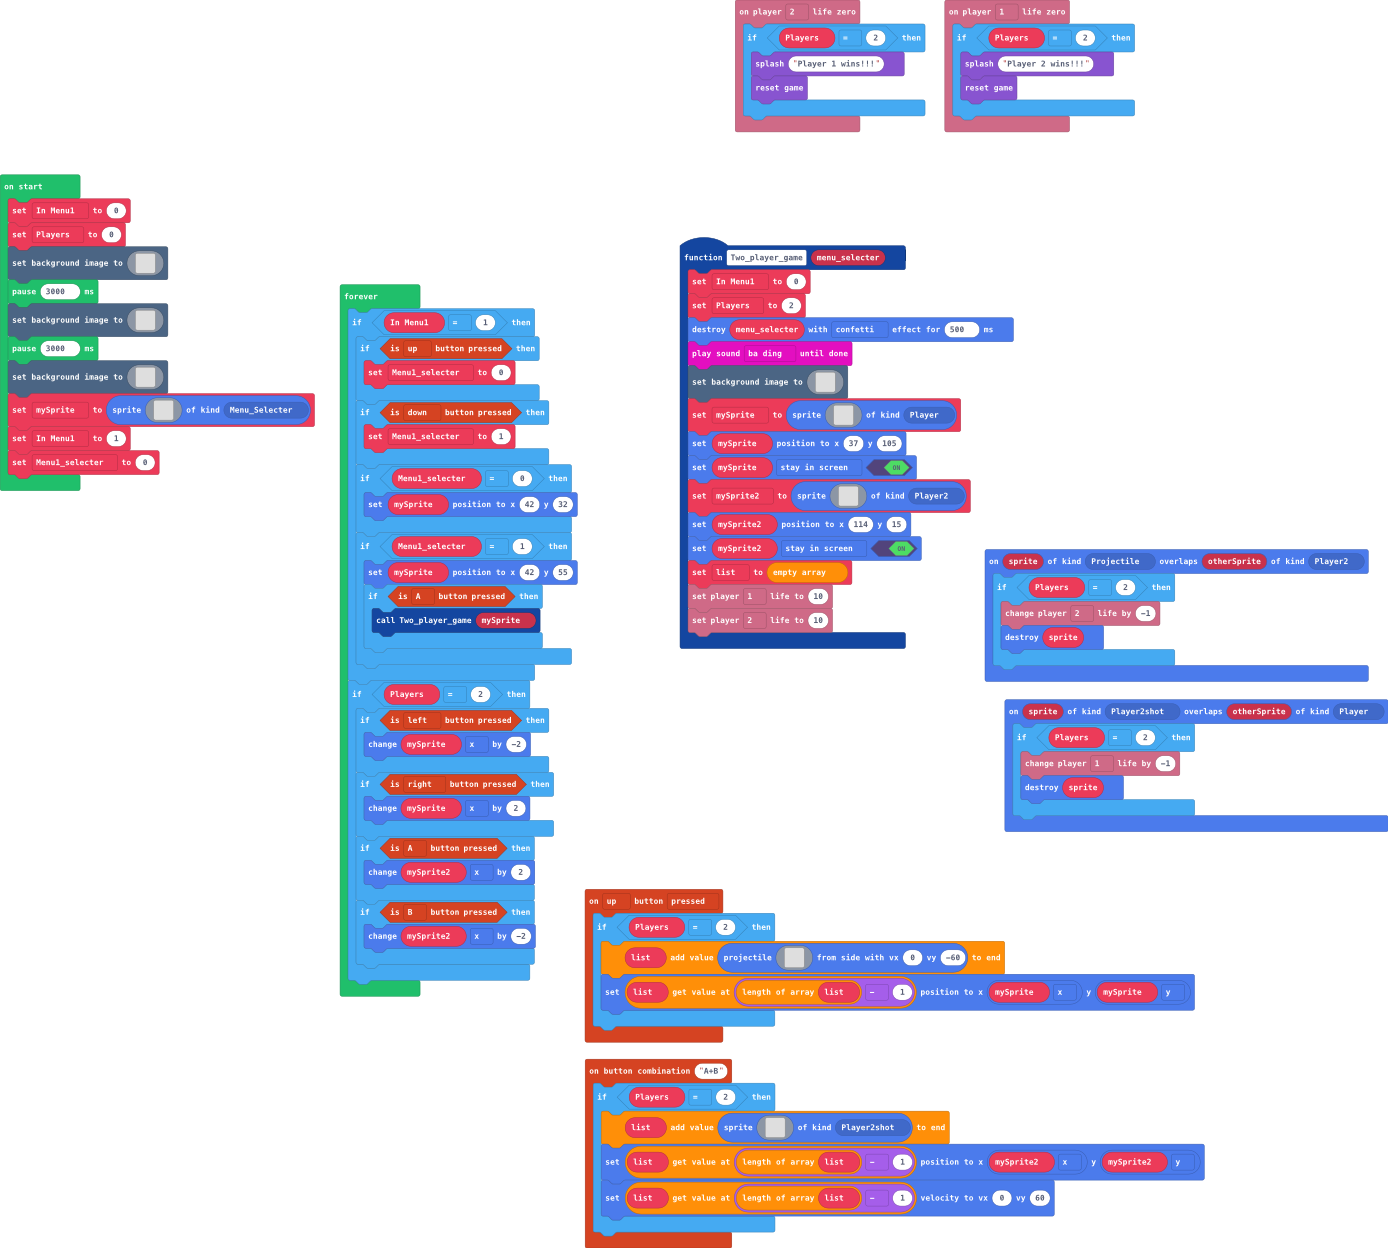 on player 2 life zero
if Players = 2 then
splash "Player 1 wins!!!"
reset game
on player 1 life zero
if Players = 2 then
splash "Player 2 wins!!!"
reset game
on start
set In Menu1 to 0
set Players to 0
set background image to
pause 3000 ms
set background image to
pause 3000 ms
set background image to
set mySprite to sprite of kind Menu_Selecter
set In Menu1 to 1
set Menu1_selecter to 0
forever
if In Menu1 = 1 then
if is up button pressed then
set Menu1_selecter to 0
if is down button pressed then
set Menu1_selecter to 1
if Menu1_selecter = 0 then
set mySprite position to x 42 y 32
if Menu1_selecter = 1 then
set mySprite position to x 42 y 55
if is A button pressed then
call Two_player_game mySprite
if Players = 2 then
if is left button pressed then
change mySprite x by -2
if is right button pressed then
change mySprite x by 2
if is A button pressed then
change mySprite2 x by 2
if is B button pressed then
change mySprite2 x by -2
function Two_player_game menu_selecter
set In Menu1 to 0
set Players to 2
destroy menu_selecter with confetti effect for 500 ms
play sound ba ding until done
set background image to
set mySprite to sprite of kind Player
set mySprite position to x 37 y 105
set mySprite stay in screen ON
set mySprite2 to sprite of kind Player2
set mySprite2 position to x 114 y 15
set mySprite2 stay in screen ON
set list to empty array
set player 1 life to 10
set player 2 life to 10
on sprite of kind Projectile overlaps otherSprite of kind Player2
if Players = 2 then
change player 2 life by -1
destroy sprite
on sprite of kind Player2shot overlaps otherSprite of kind Player
if Players = 2 then
change player 1 life by -1
destroy sprite
on up button pressed
if Players = 2 then
list add value projectile from side with vx 0 vy -60 to end
set list get value at length of array list - 1 position to x mySprite x y mySprite y
on button combination "A+B"
if Players = 2 then
list add value sprite of kind Player2shot to end
set list get value at length of array list - 1 position to x mySprite2 x y mySprite2 y
set list get value at length of array list - 1 velocity to vx 0 vy 60